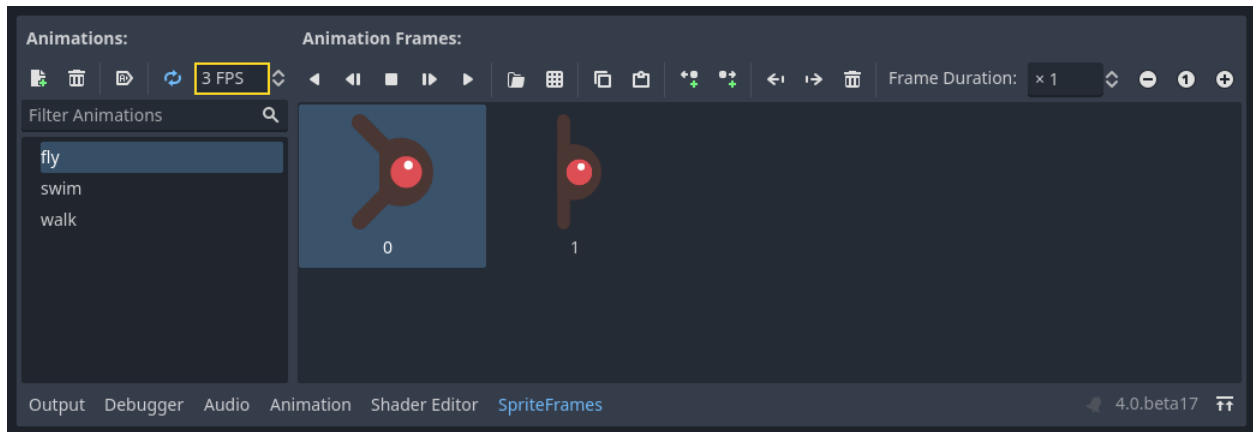 Animations:
Animation Frames:
3 FPS
Frame Duration:
× 1
1
Filter Animations
fly
swim
walk
0
1
Output Debugger Audio Animation Shader Editor SpriteFrames
4.0.beta17